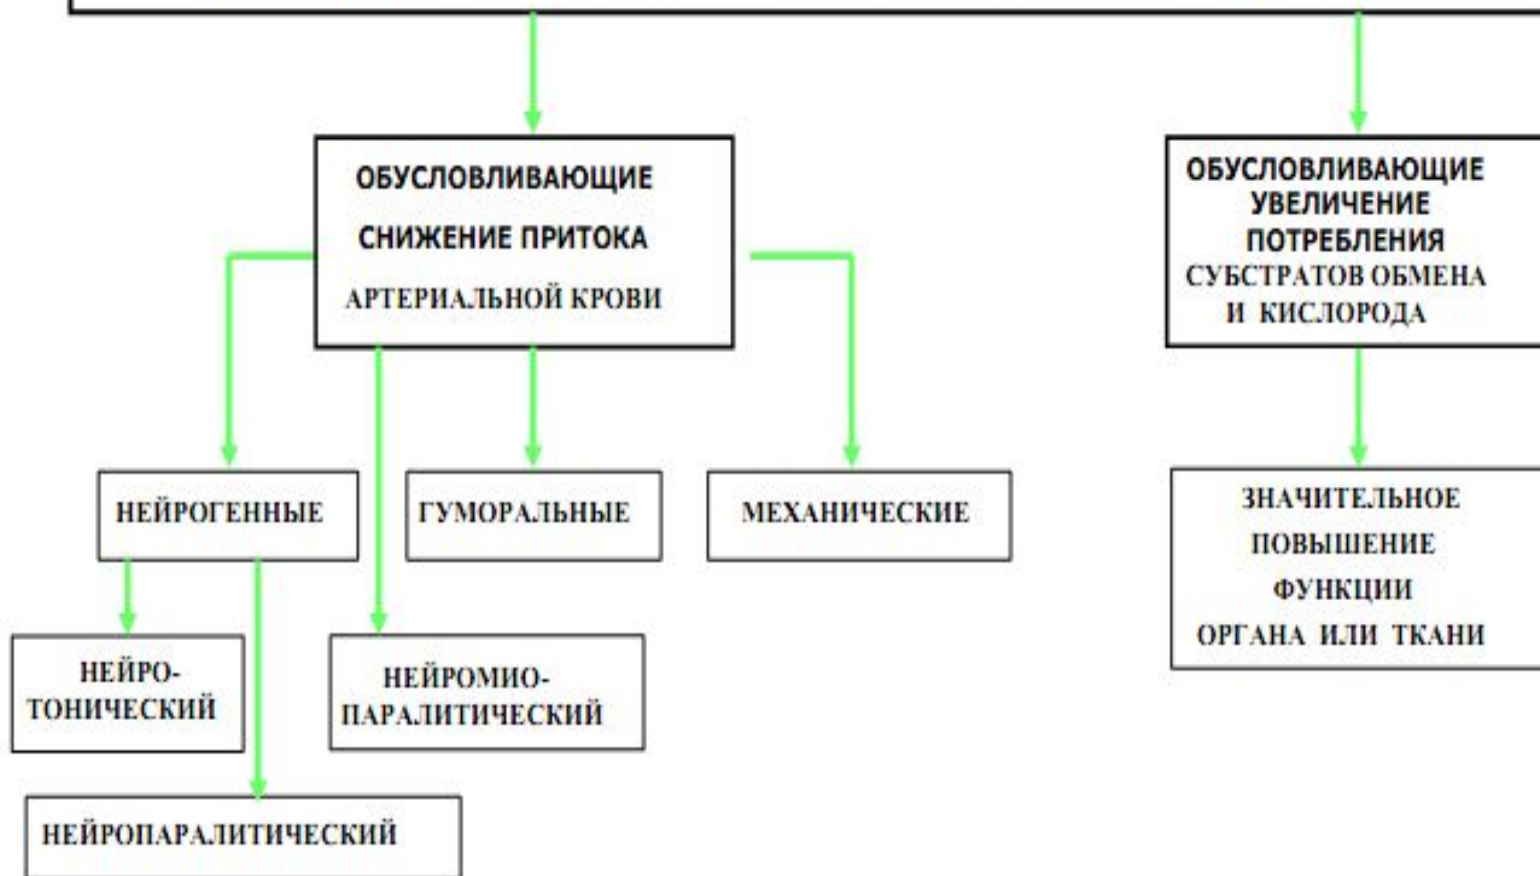 ОБУСЛОВЛИВАЮЩИЕ
СНИЖЕНИЕ ПРИТОКА
АРТЕРИАЛЬНОЙ КРОВИ
ОБУСЛОВЛИВАЮЩИЕ
УВЕЛИЧЕНИЕ
ПОТРЕБЛЕНИЯ
СУБСТРАТОВ ОБМЕНА
И КИСЛОРОДА
НЕЙРОГЕННЫЕ
ГУМОРАЛЬНЫЕ
МЕХАНИЧЕСКИЕ
ЗНАЧИТЕЛЬНОЕ
ПОВЫШЕНИЕ
ФУНКЦИИ
ОРГАНА ИЛИ ТКАНИ
НЕЙРО-
ТОНИЧЕСКИЙ
НЕЙРОМИО-
ПАРАЛИТИЧЕСКИЙ
НЕЙРОПАРАЛИТИЧЕСКИЙ